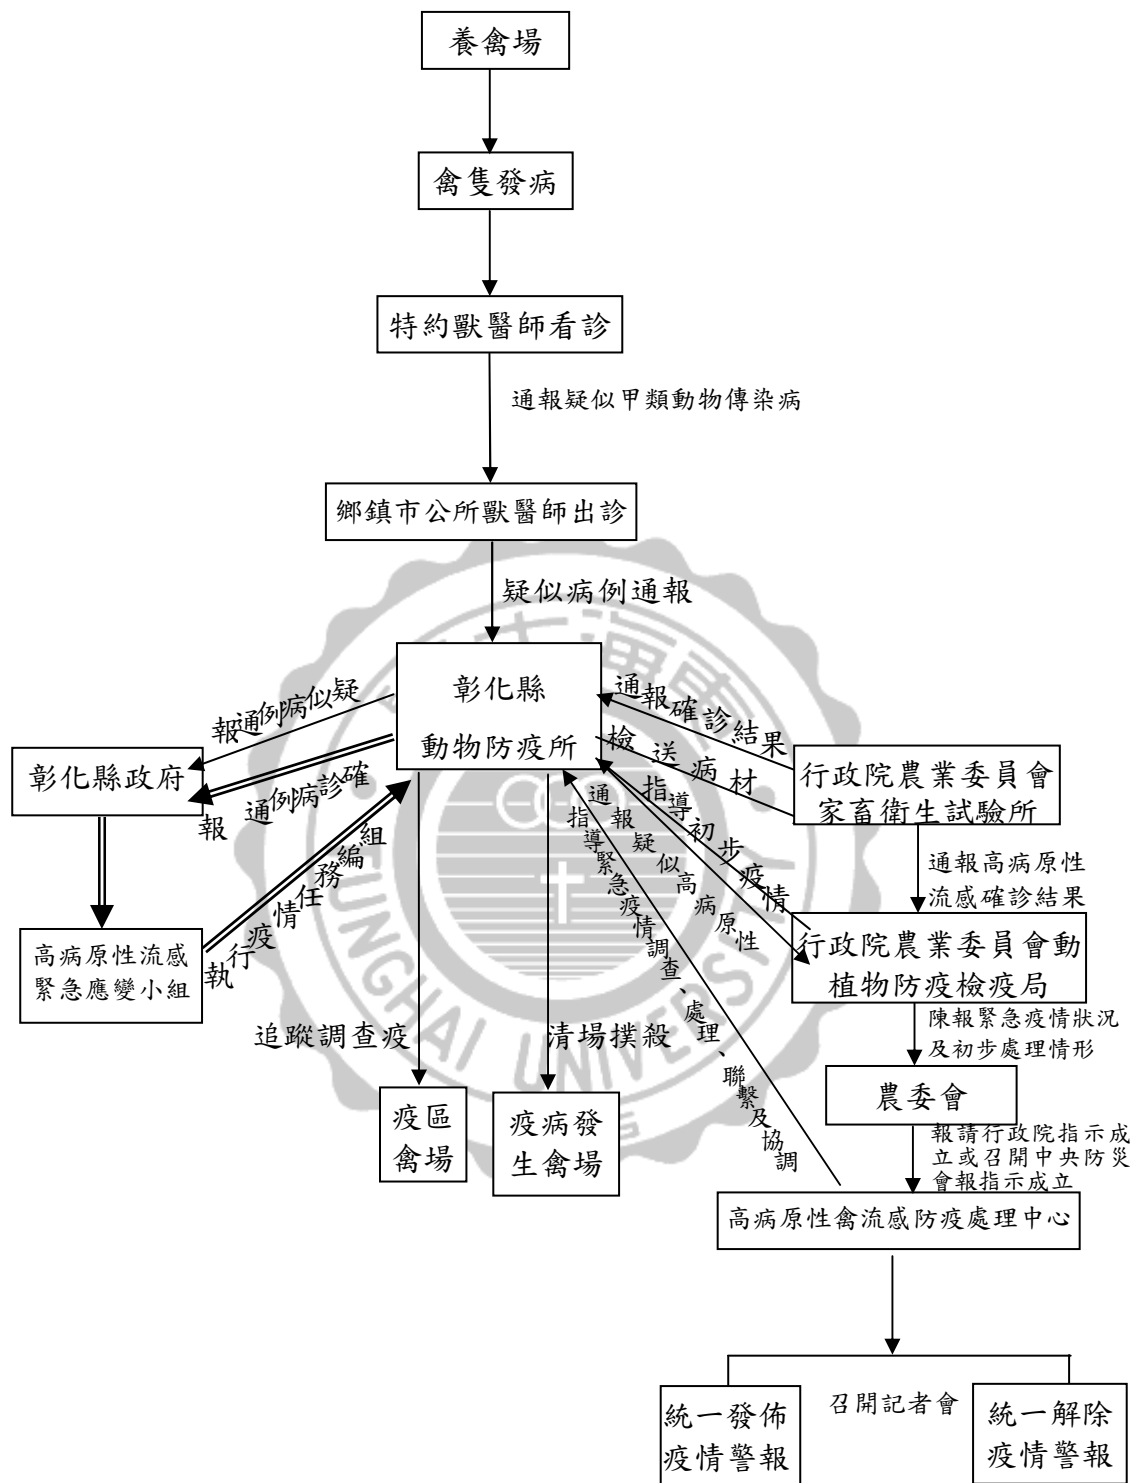 養禽場
禽隻發病
特約獸醫師看診
通報疑似甲類動物傳染病
鄉鎮市公所獸醫師出診
疑似病例通報
彰化縣
動物防疫所
疑似病例通報
確診病例通報
彰化縣政府
高病原性流感
緊急應變小組
執行疫情任務編組
通報確診結果
檢送病材
行政院農業委員會
家畜衛生試驗所
指導初步疫情
通報疑似高病原性
指導緊急疫情調查、處理、聯繫及協調
通報高病原性
流感確診結果
行政院農業委員會動
植物防疫檢疫局
陳報緊急疫情狀況
及初步處理情形
農委會
報請行政院指示成
立或召開中央防災
會報指示成立
高病原性禽流感防疫處理中心
追蹤調查疫
清場撲殺
疫區
禽場
疫病發
生禽場
召開記者會
統一發佈
疫情警報
統一解除
疫情警報
TUNGHAI UNIVERSITY